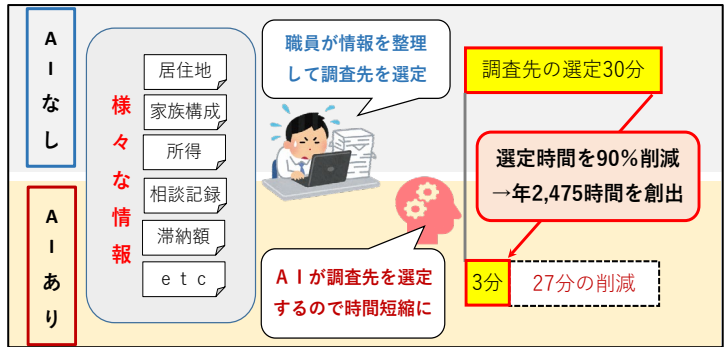 AIなし
様々な情報
居住地
家族構成
所得
相談記録
滞納額
ｅｔｃ
職員が情報を整理
して調査先を選定
調査先の選定30分
選定時間を90％削減
→年2,475時間を創出
AIあり
ＡＩが調査先を選定
するので時間短縮に
3分
27分の削減